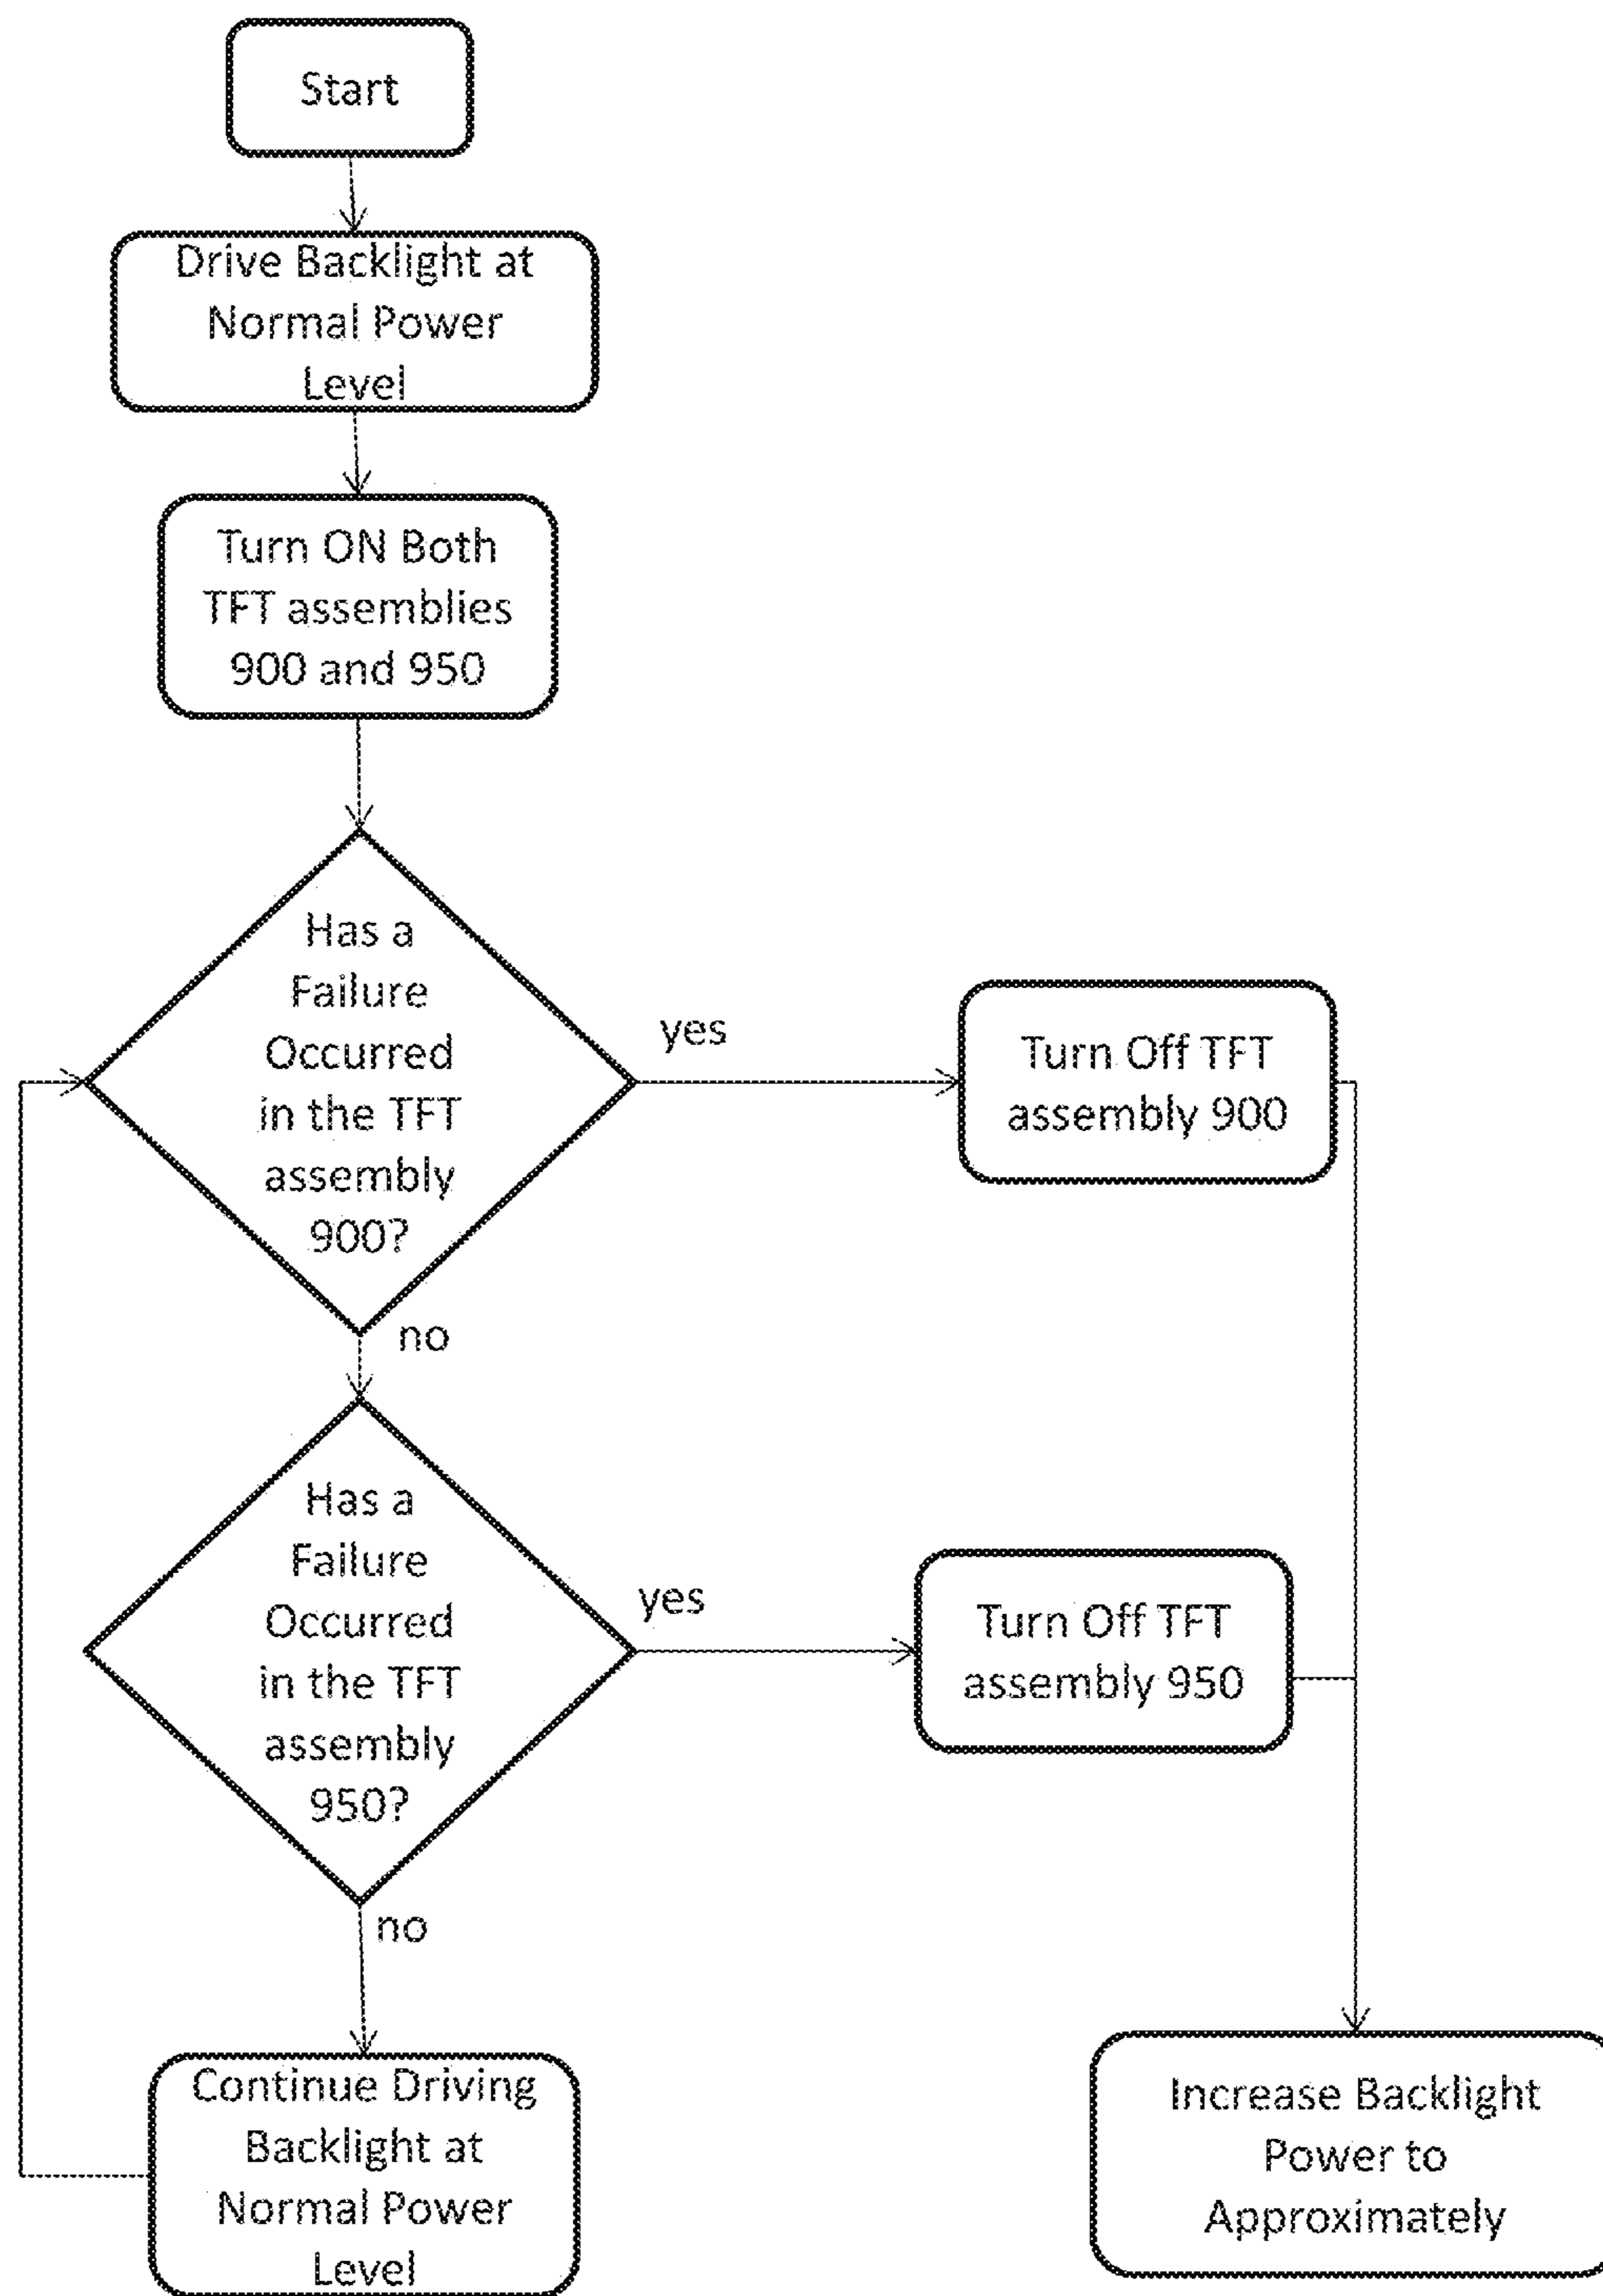 Start
Drive Backlight at
Normal Power
Level
Turn ON Both
TFT assemblies
900 and 950
Has a
Failure
Occurred
in the TFT
assembly
900?
yes
Turn Off TFT
assembly 900
no
Has a
Failure
Occurred
in the TFT
assembly
950?
yes
Turn Off TFT
assembly 950
no
Continue Driving
Backlight at
Normal Power
Level
Increase Backlight
Power to
Approximately